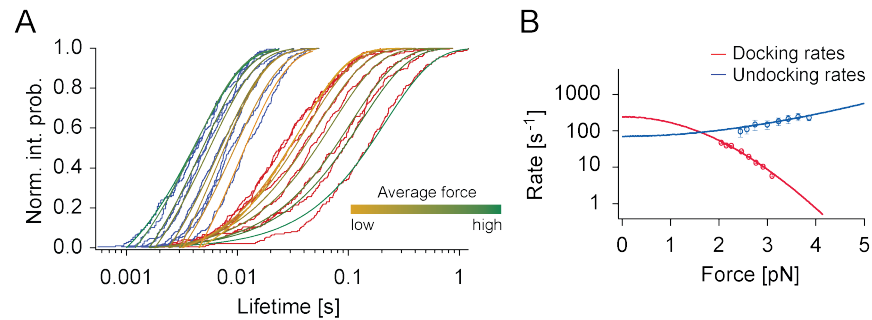 A
Norm. int. prob.
1.0
0.8
0.6
0.4
0.2
0.0
Average force
low high
0.001 0.01 0.1 1
Lifetime [s]
B
Docking rates
Undocking rates
Rate [s⁻¹]
1000
100
10
1
0 1 2 3 4 5
Force [pN]